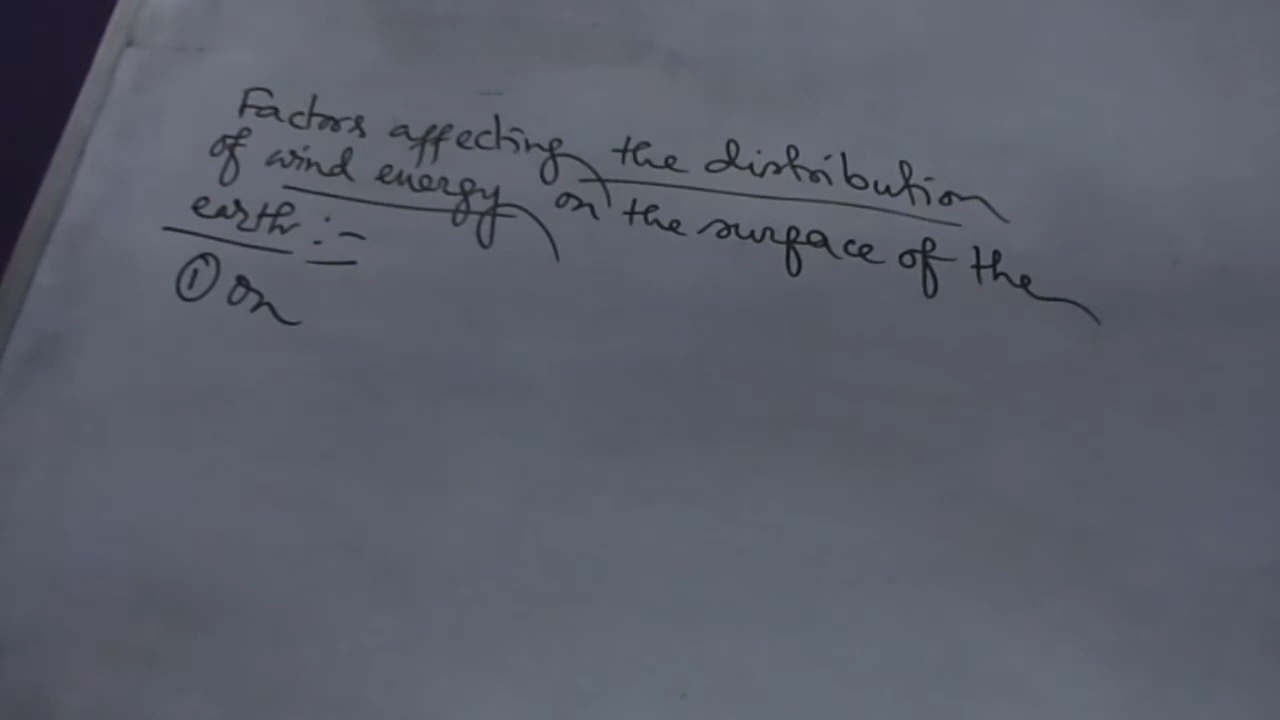 Factors affecting the distribution
of wind energy on the surface of the
earth :-
① on